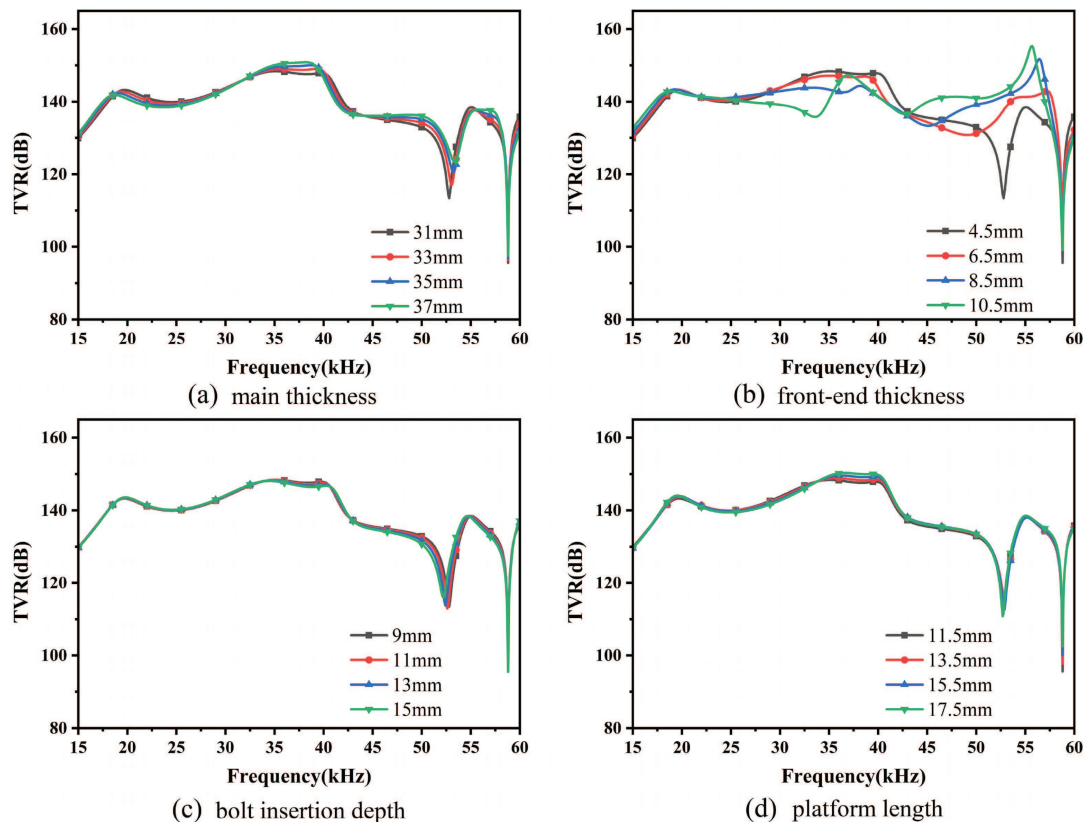 160
140
120
100
80
TVR(dB)
31mm
33mm
35mm
37mm
15 20 25 30 35 40 45 50 55 60
Frequency(kHz)
(a) main thickness
160
140
120
100
80
TVR(dB)
4.5mm
6.5mm
8.5mm
10.5mm
15 20 25 30 35 40 45 50 55 60
Frequency(kHz)
(b) front-end thickness
160
140
120
100
80
TVR(dB)
9mm
11mm
13mm
15mm
15 20 25 30 35 40 45 50 55 60
Frequency(kHz)
(c) bolt insertion depth
160
140
120
100
80
TVR(dB)
11.5mm
13.5mm
15.5mm
17.5mm
15 20 25 30 35 40 45 50 55 60
Frequency(kHz)
(d) platform length